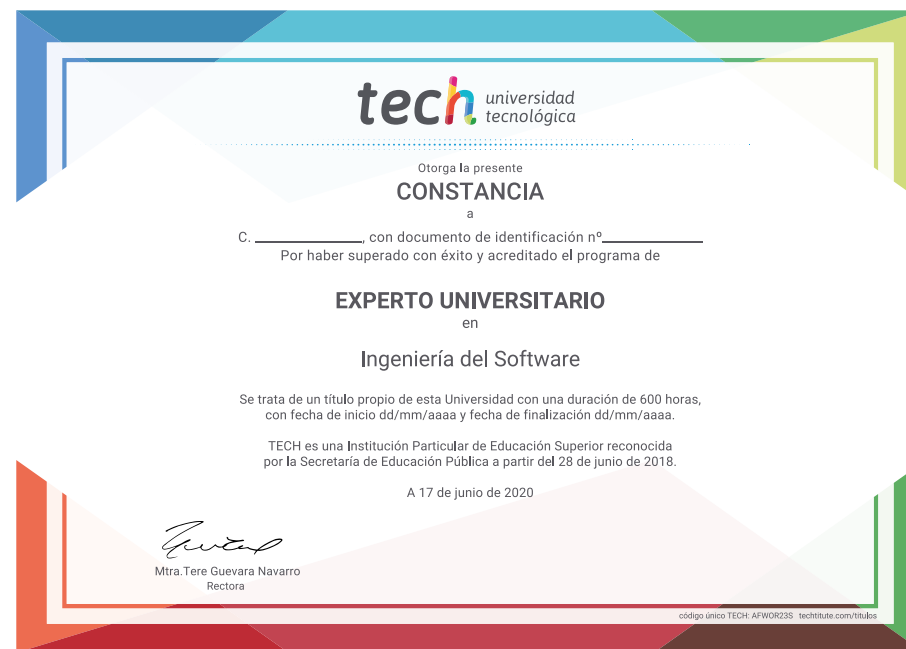 tech universidad
tecnológica
Otorga la presente
CONSTANCIA
a
C. ____________, con documento de identificación nº____________
Por haber superado con éxito y acreditado el programa de
EXPERTO UNIVERSITARIO
en
Ingeniería del Software
Se trata de un título propio de esta Universidad con una duración de 600 horas,
con fecha de inicio dd/mm/aaaa y fecha de finalización dd/mm/aaaa.
TECH es una Institución Particular de Educación Superior reconocida
por la Secretaría de Educación Pública a partir del 28 de junio de 2018.
A 17 de junio de 2020
Mtra.Tere Guevara Navarro
Rectora
código único TECH: AFWOR23S techtitute.com/titulos